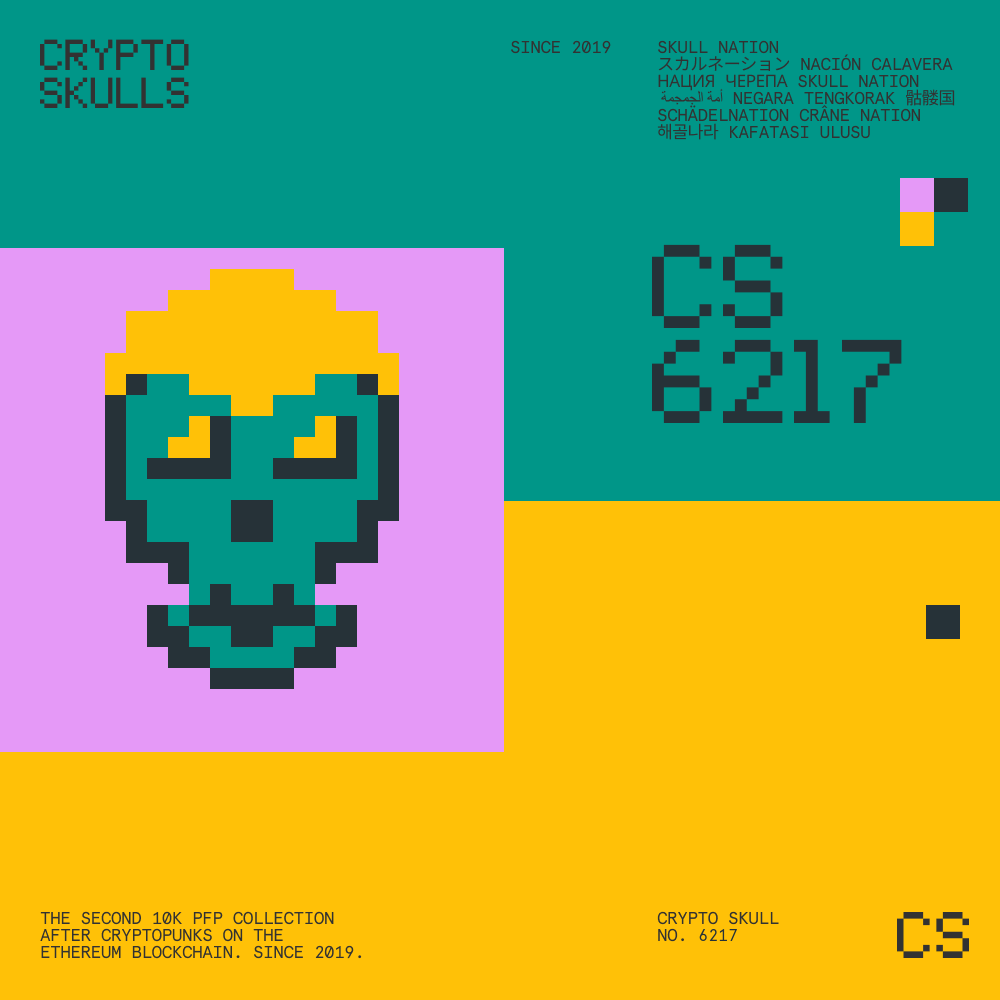 CRYPTO
SKULLS
SINCE 2019
SKULL NATION
スカルネーション NACIÓN CALAVERA
НАЦИЯ ЧЕРЕПА SKULL NATION
أمة الجمجمة NEGARA TENGKORAK 骷髅国
SCHÄDELNATION CRÂNE NATION
해골나라 KAFATASI ULUSU
CS
6217
THE SECOND 10K PFP COLLECTION
AFTER CRYPTOPUNKS ON THE
ETHEREUM BLOCKCHAIN. SINCE 2019.
CRYPTO SKULL
NO. 6217
CS